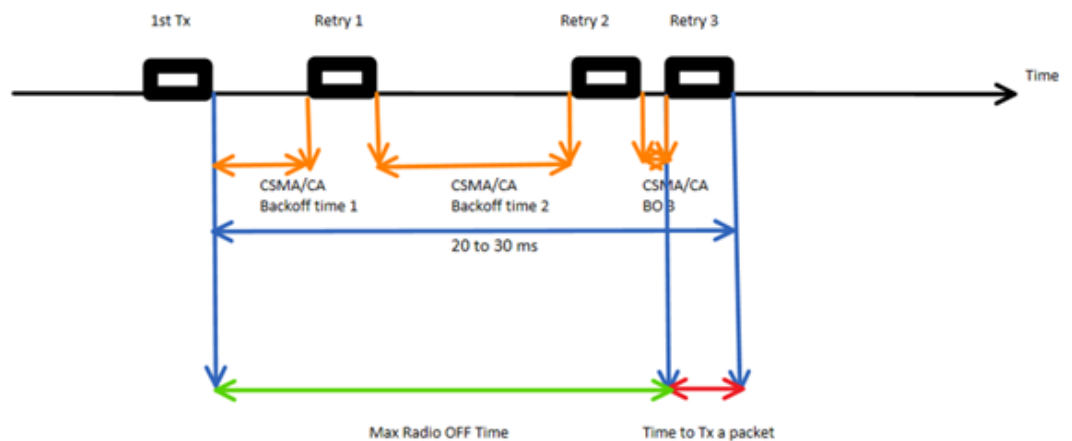 1st Tx
Retry 1
Retry 2
Retry 3
Time
CSMA/CA
Backoff time 1
CSMA/CA
Backoff time 2
CSMA/CA
BO 3
20 to 30 ms
Max Radio OFF Time
Time to Tx a packet